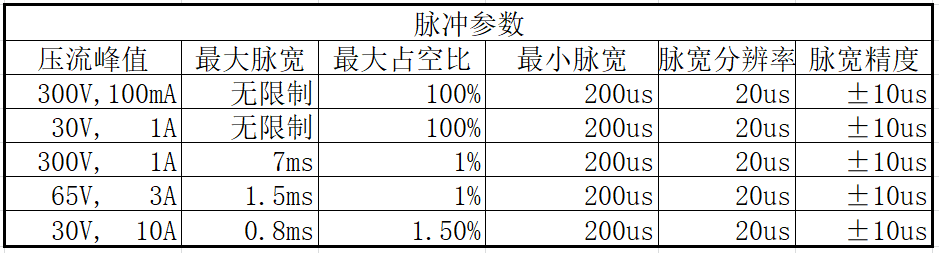 脉冲参数
压流峰值 最大脉宽 最大占空比 最小脉宽 脉宽分辨率 脉宽精度
300V,100mA 无限制 100% 200us 20us ±10us
30V, 1A 无限制 100% 200us 20us ±10us
300V, 1A 7ms 1% 200us 20us ±10us
65V, 3A 1.5ms 1% 200us 20us ±10us
30V, 10A 0.8ms 1.50% 200us 20us ±10us